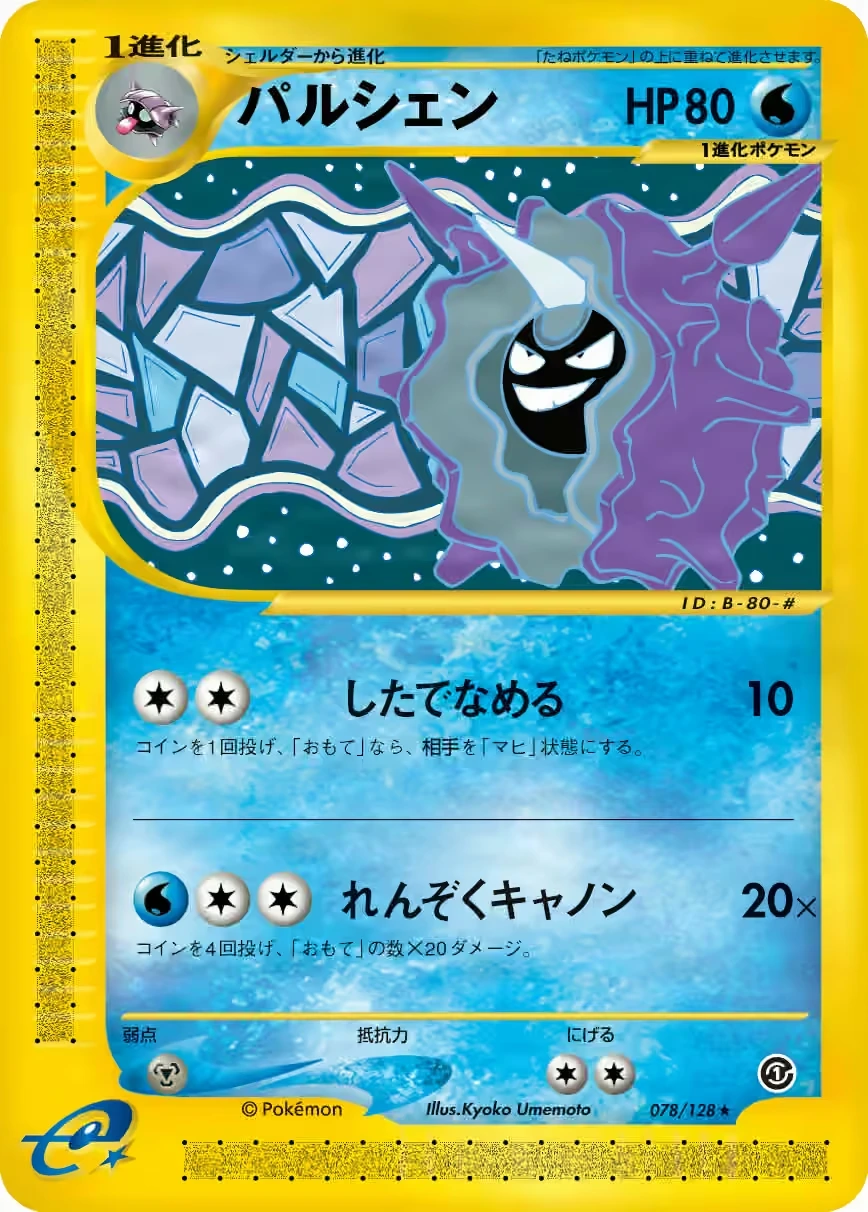 1進化
シェルダーから進化
「たねポケモン」の上に重ねて進化させます。
パルシェン
HP80
1進化ポケモン
ID:B-80-#
したでなめる 10
コインを1回投げ、「おもて」なら、相手を「マヒ」状態にする。
れんぞくキャノン 20×
コインを4回投げ、「おもて」の数×20ダメージ。
弱点 抵抗力 にげる
© Pokémon Illus.Kyoko Umemoto 078/128★
e